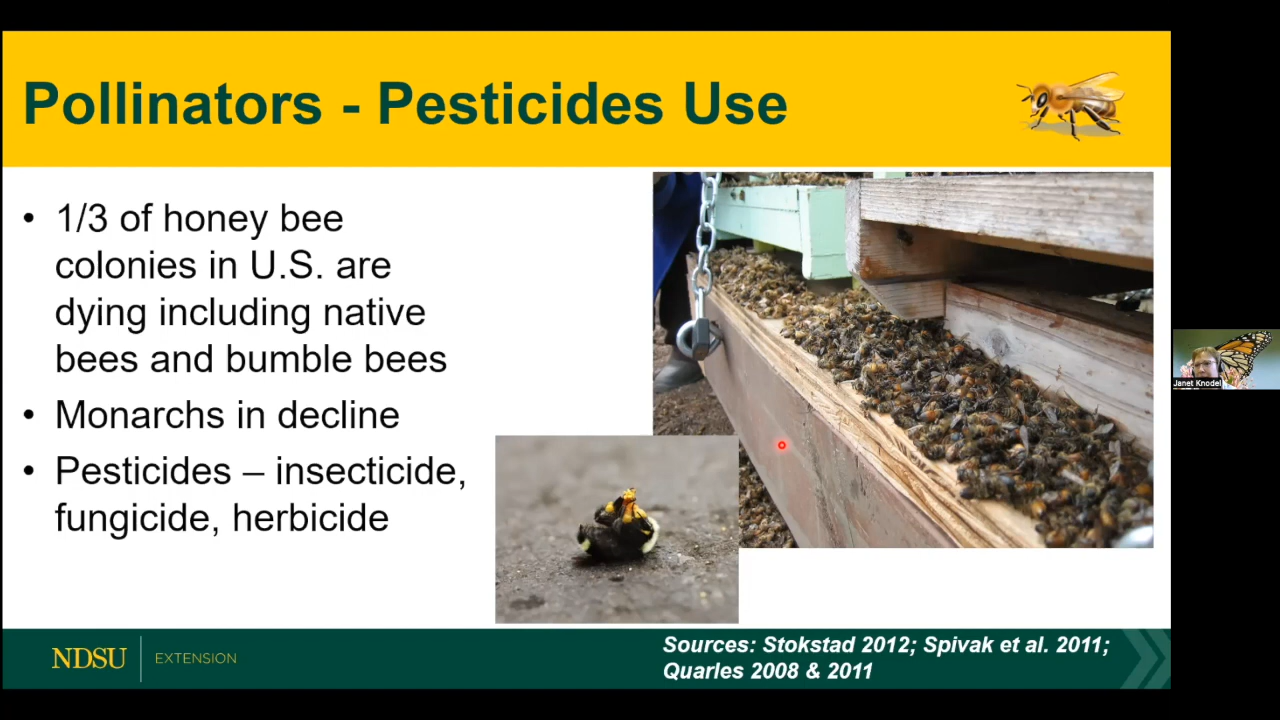 Pollinators - Pesticides Use
• 1/3 of honey bee
colonies in U.S. are
dying including native
bees and bumble bees
• Monarchs in decline
• Pesticides – insecticide,
fungicide, herbicide
Janet Knodel
NDSU EXTENSION
Sources: Stokstad 2012; Spivak et al. 2011;
Quarles 2008 & 2011